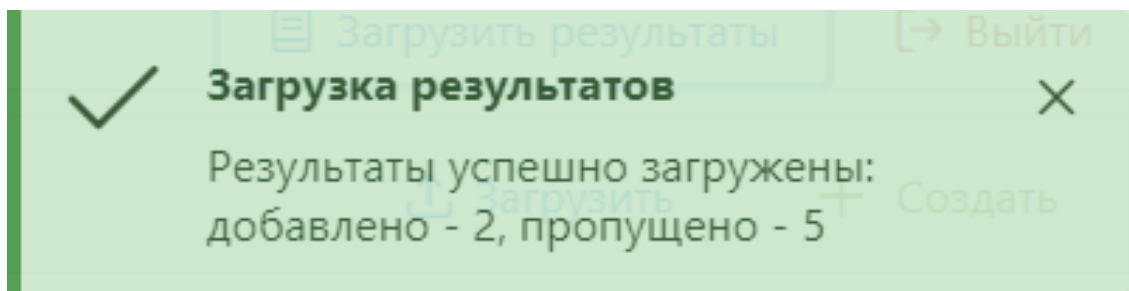 Загрузить результаты
Выйти
Загрузка результатов
Результаты успешно загружены:
Загрузить
Создать
добавлено - 2, пропущено - 5